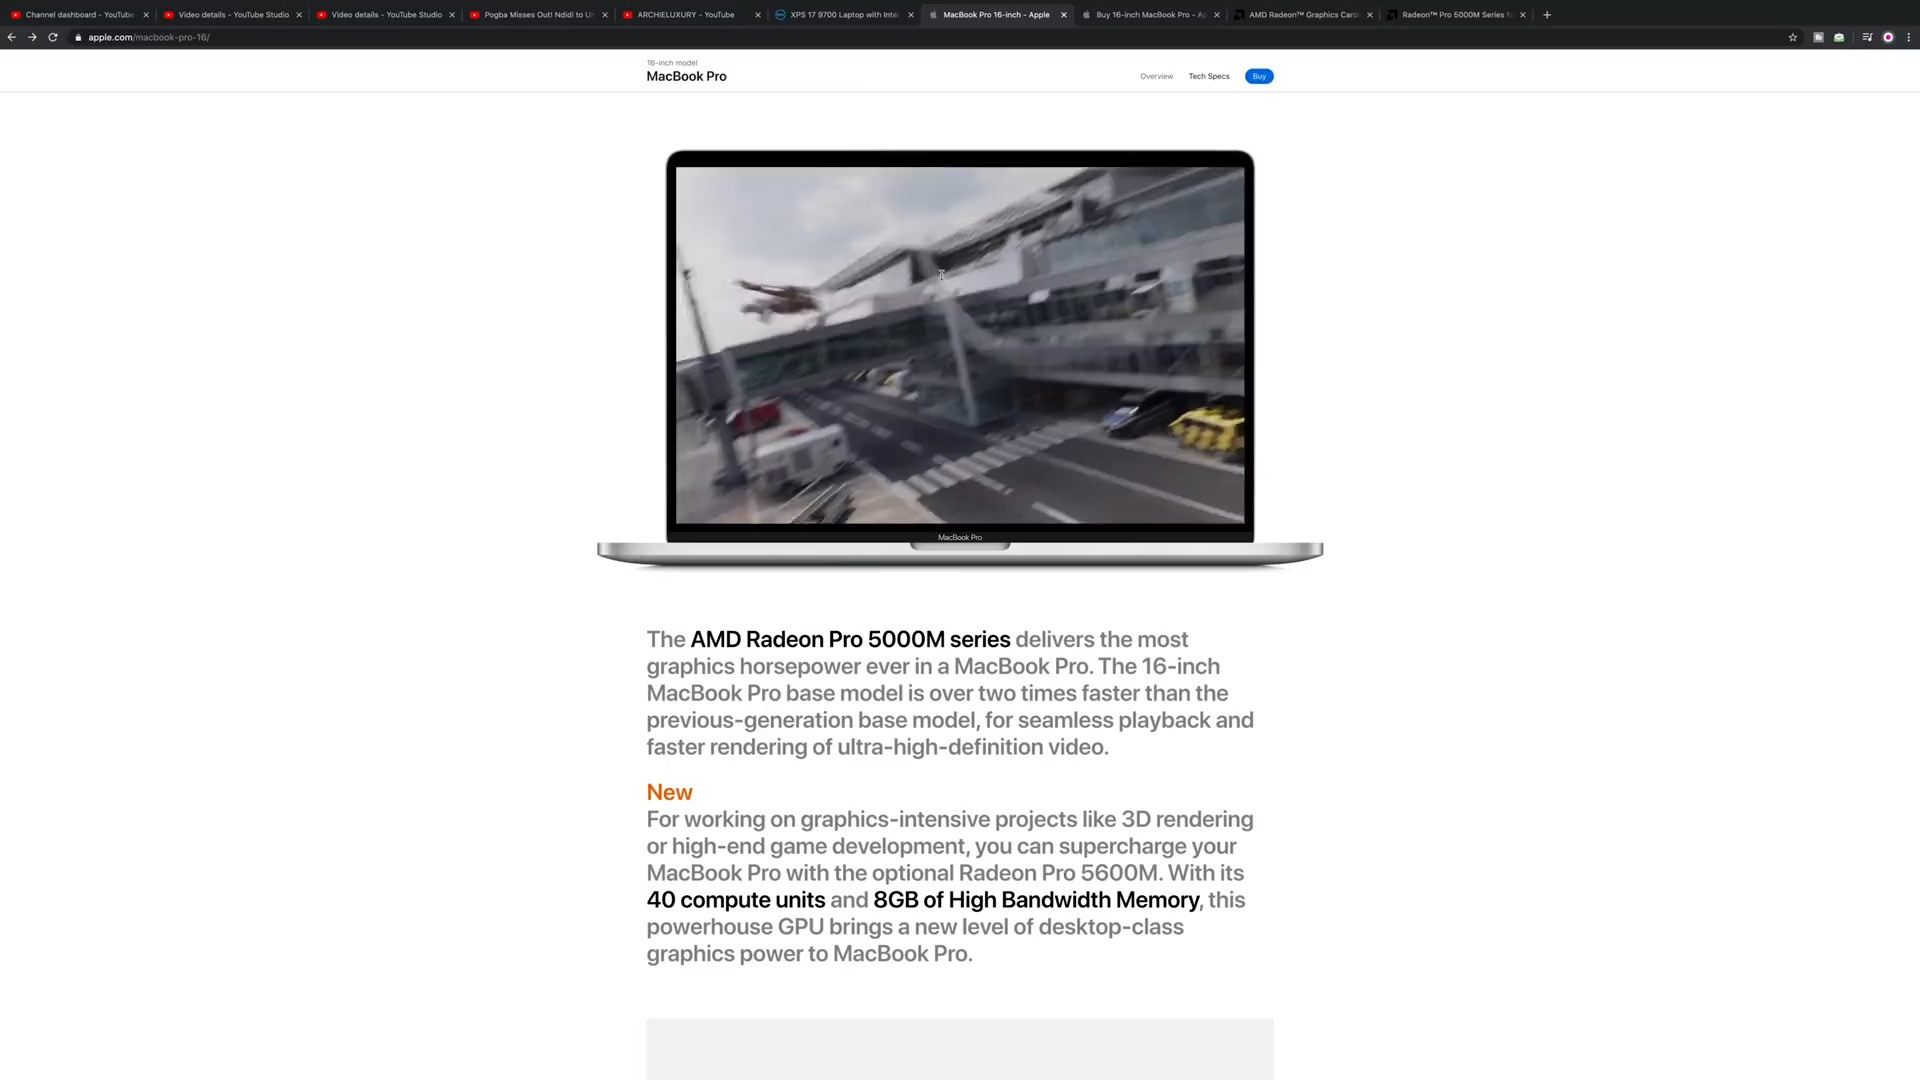 Channel dashboard - YouTube
Video details - YouTube Studio
Video details - YouTube Studio
Pogba Misses Out! Ndidi to Un
ARCHIELUXURY - YouTube
XPS 17 9700 Laptop with Intel
MacBook Pro 16-inch - Apple
Buy 16-inch MacBook Pro - Ap
AMD Radeon™ Graphics Card
Radeon™ Pro 5000M Series fo
apple.com/macbook-pro-16/
16-inch model
MacBook Pro
Overview
Tech Specs
Buy
MacBook Pro
The AMD Radeon Pro 5000M series delivers the most
graphics horsepower ever in a MacBook Pro. The 16-inch
MacBook Pro base model is over two times faster than the
previous-generation base model, for seamless playback and
faster rendering of ultra-high-definition video.
New
For working on graphics-intensive projects like 3D rendering
or high-end game development, you can supercharge your
MacBook Pro with the optional Radeon Pro 5600M. With its
40 compute units and 8GB of High Bandwidth Memory, this
powerhouse GPU brings a new level of desktop-class
graphics power to MacBook Pro.